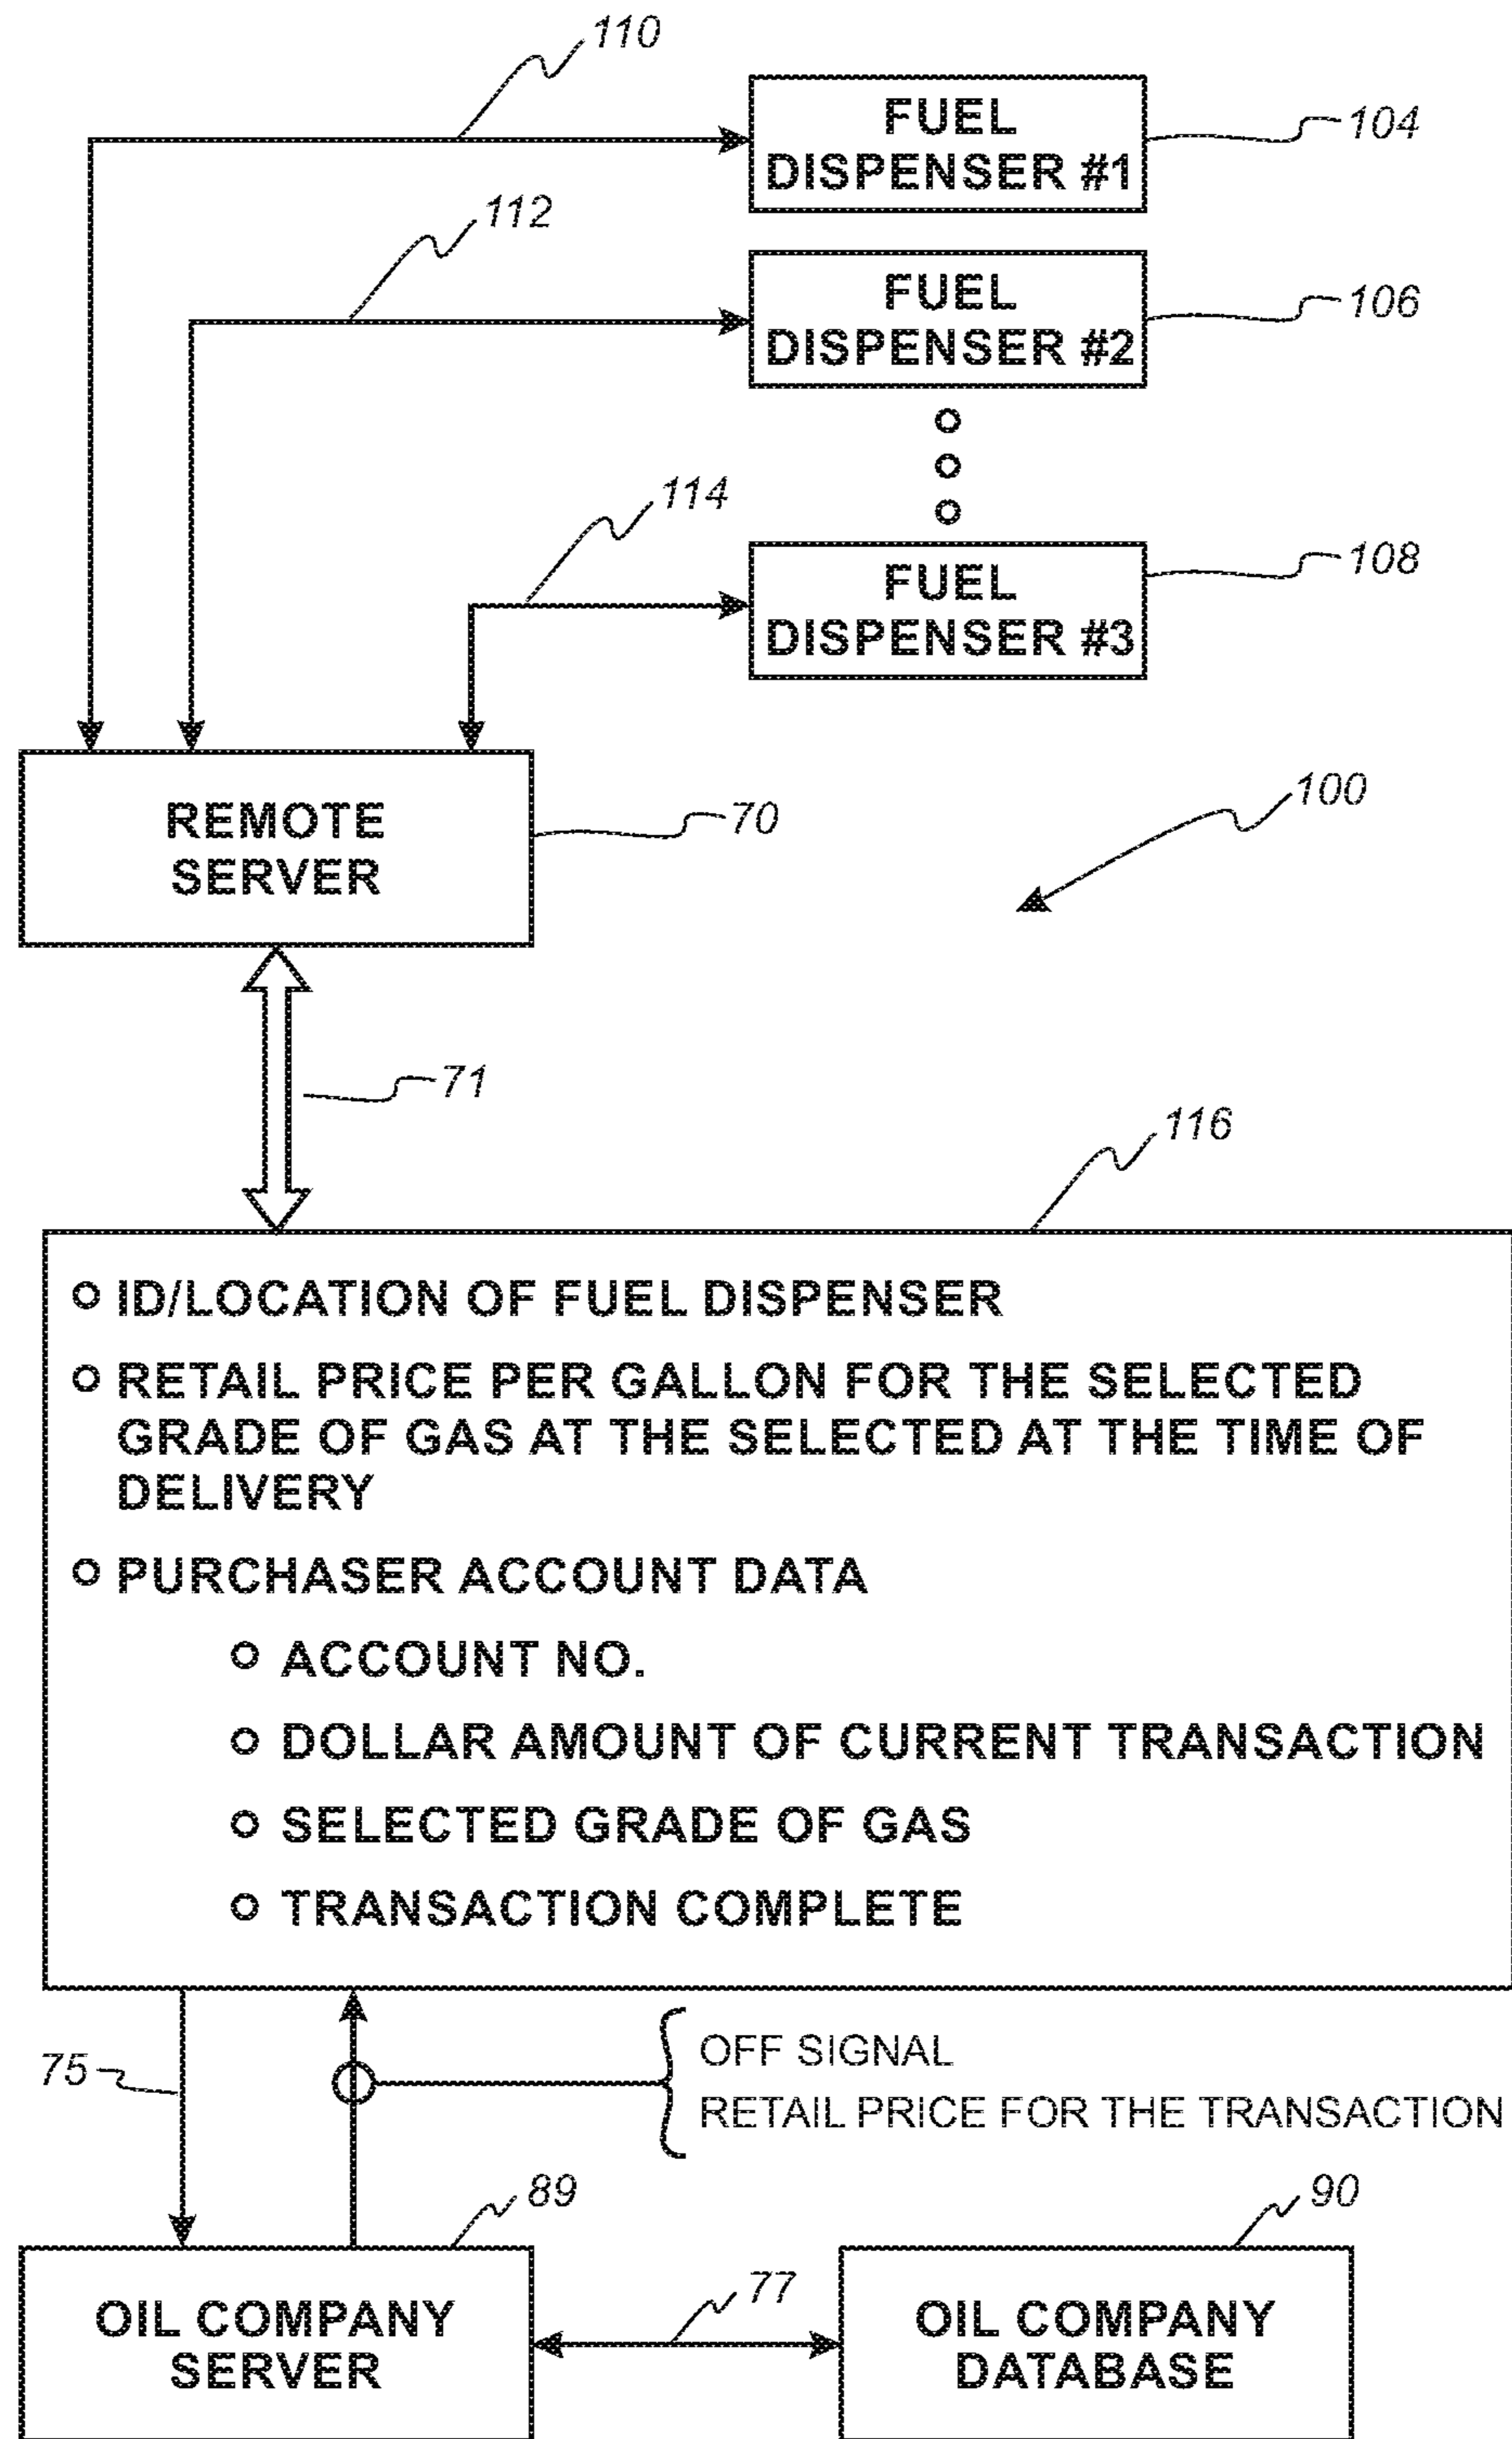 110
FUEL
DISPENSER #1
104
112
FUEL
DISPENSER #2
106
114
FUEL
DISPENSER #3
108
REMOTE
SERVER
70
100
71
116
ID/LOCATION OF FUEL DISPENSER
RETAIL PRICE PER GALLON FOR THE SELECTED
GRADE OF GAS AT THE SELECTED AT THE TIME OF
DELIVERY
PURCHASER ACCOUNT DATA
ACCOUNT NO.
DOLLAR AMOUNT OF CURRENT TRANSACTION
SELECTED GRADE OF GAS
TRANSACTION COMPLETE
75
OFF SIGNAL
RETAIL PRICE FOR THE TRANSACTION
89
90
OIL COMPANY
SERVER
77
OIL COMPANY
DATABASE